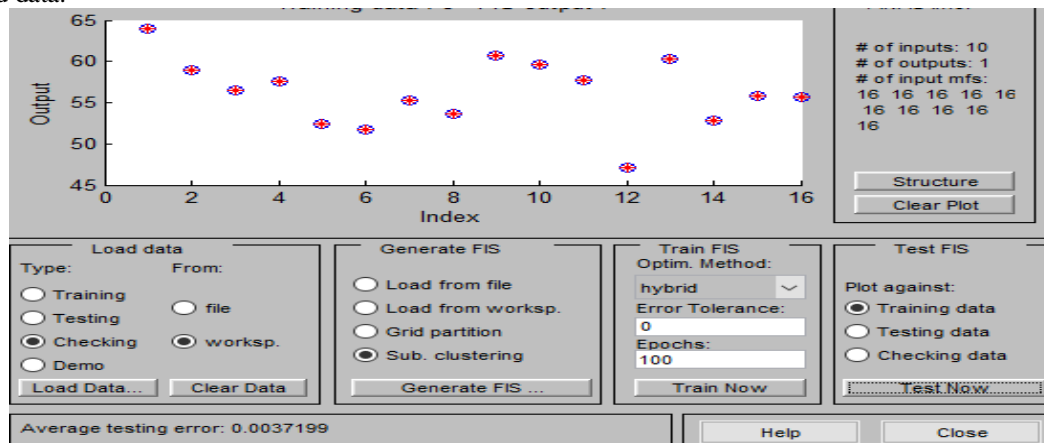 data.
Training data : o   FIS output : *
65
60
55
50
45
Output
0 2 4 6 8 10 12 14 16
Index
# of inputs: 10
# of outputs: 1
# of input mfs:
16 16 16 16 16
16 16 16 16
16
Structure
Clear Plot
Load data
Type: From:
Training
Testing
Checking
Demo
file
worksp.
Load Data...
Clear Data
Generate FIS
Load from file
Load from worksp.
Grid partition
Sub. clustering
Generate FIS ...
Train FIS
Optim. Method:
hybrid
Error Tolerance:
0
Epochs:
100
Train Now
Test FIS
Plot against:
Training data
Testing data
Checking data
Test Now
Average testing error: 0.0037199
Help
Close